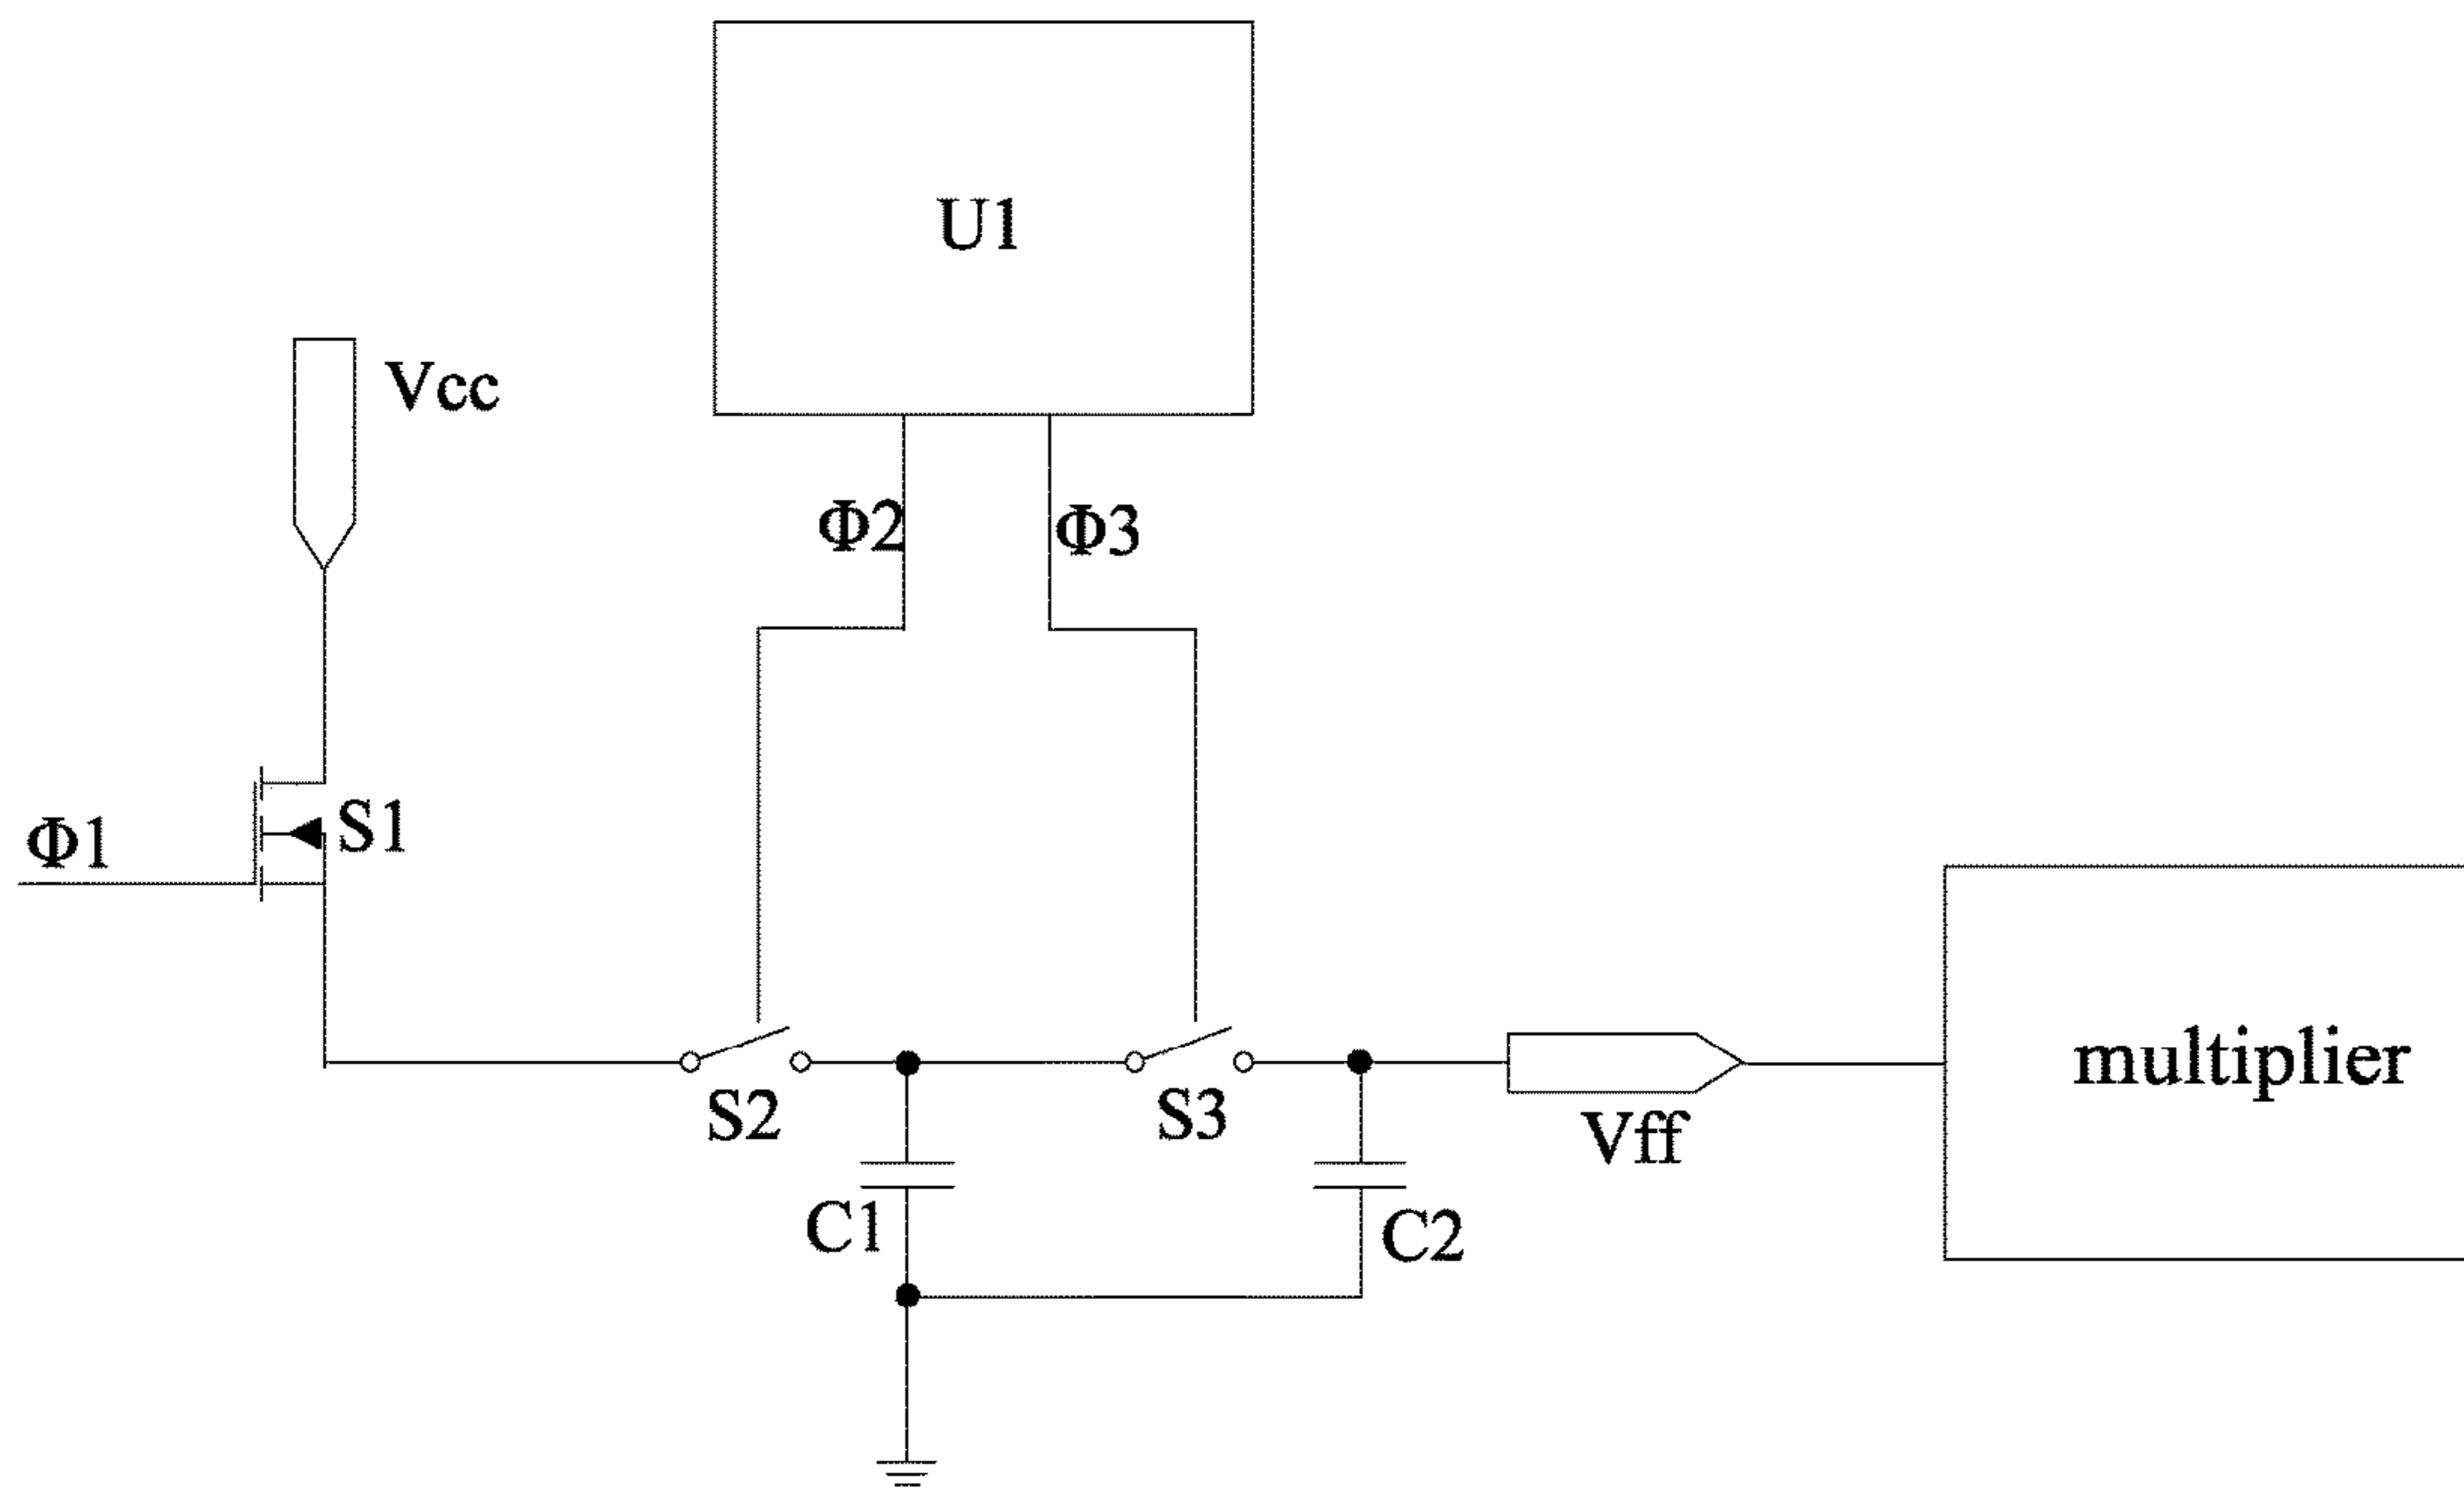 U1
Vcc
Φ2
Φ3
Φ1
S1
multiplier
S2
S3
Vff
C1
C2